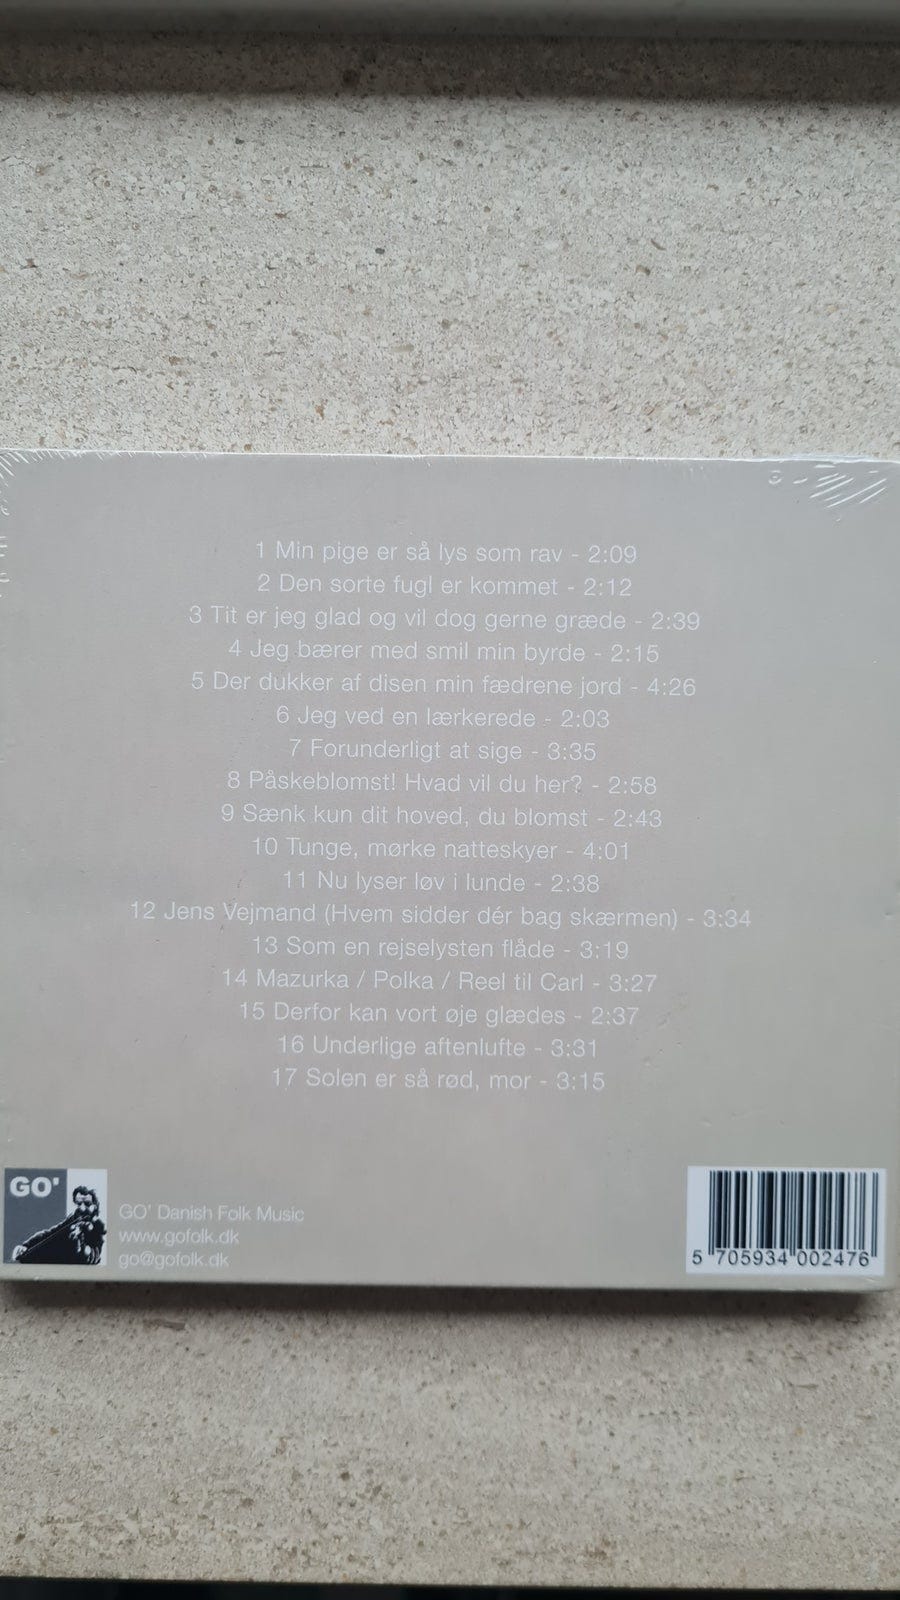 1 Min pige er så lys som rav - 2:09
2 Den sorte fugl er kommet - 2:12
3 Tit er jeg glad og vil dog gerne græde - 2:39
4 Jeg bærer med smil min byrde - 2:15
5 Der dukker af disen min fædrene jord - 4:26
6 Jeg ved en lærkerede - 2:03
7 Forunderligt at sige - 3:35
8 Påskeblomst! Hvad vil du her? - 2:58
9 Sænk kun dit hoved, du blomst - 2:43
10 Tunge, mørke natteskyer - 4:01
11 Nu lyser løv i lunde - 2:38
12 Jens Vejmand (Hvem sidder dér bag skærmen) - 3:34
13 Som en rejselysten flåde - 3:19
14 Mazurka / Polka / Reel til Carl - 3:27
15 Derfor kan vort øje glædes - 2:37
16 Underlige aftenlufte - 3:31
17 Solen er så rød, mor - 3:15
GO'
GO' Danish Folk Music
www.gofolk.dk
go@gofolk.dk
5 705934 002476